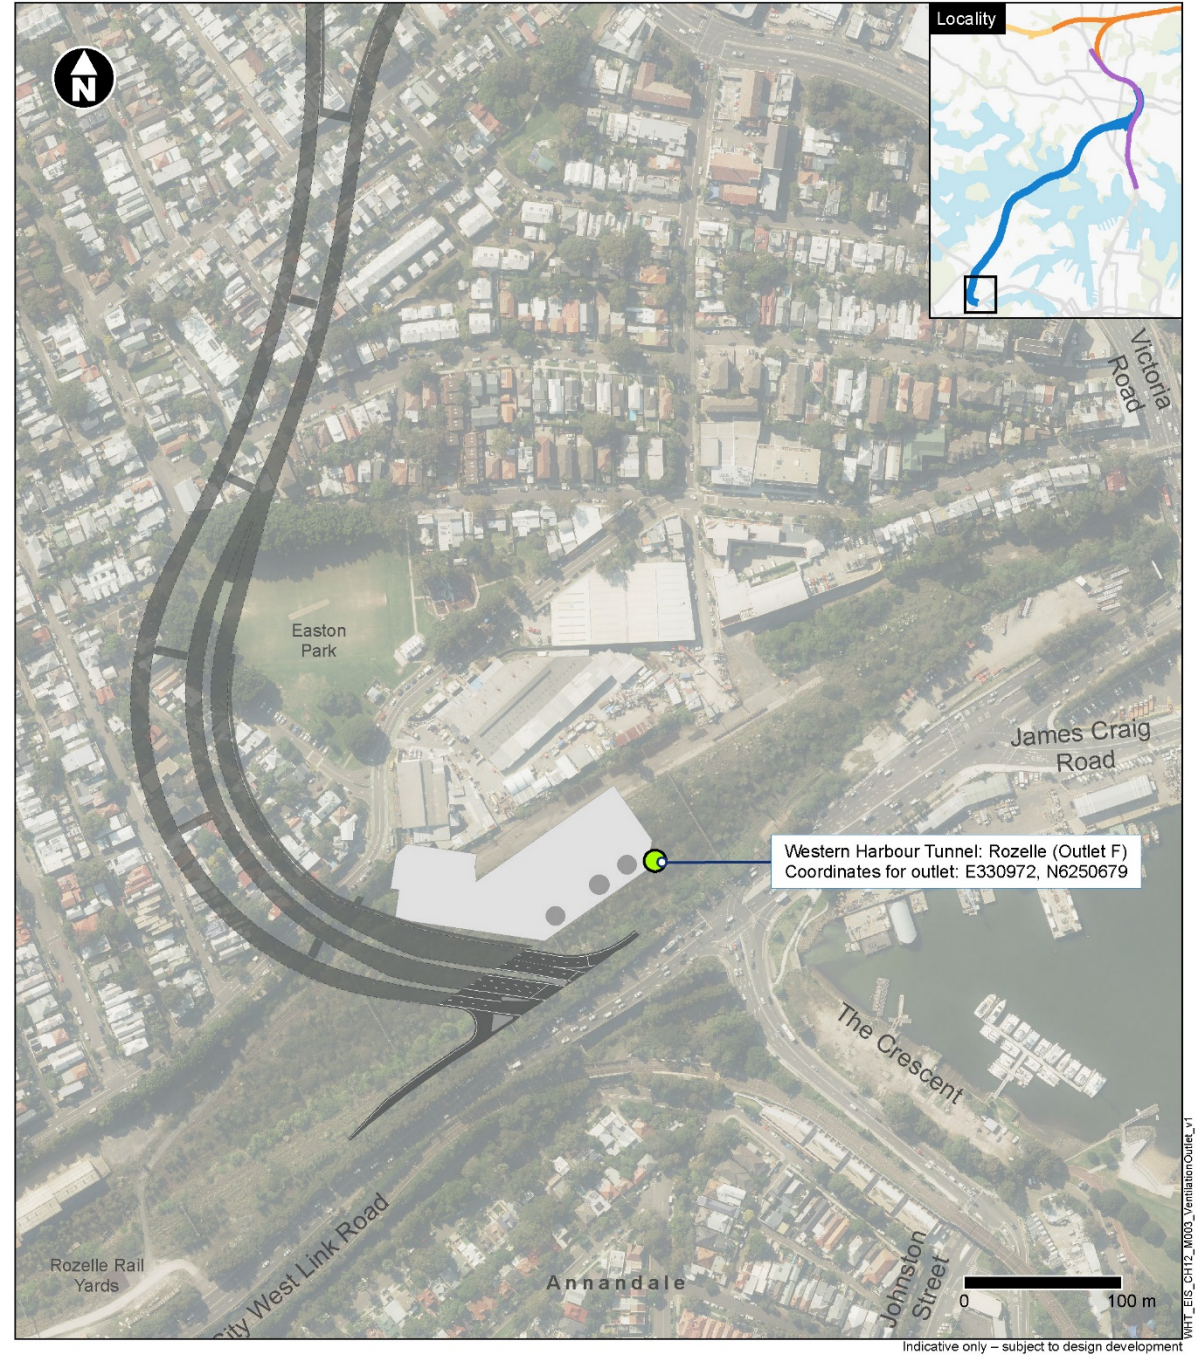 Locality
N
Victoria
Road
Easton
Park
James Craig
Road
Western Harbour Tunnel: Rozelle (Outlet F)
Coordinates for outlet: E330972, N6250679
The Crescent
City West Link Road
Rozelle Rail
Yards
Annandale
Johnston
Street
0 100 m
WHT_EIS_CH12_M003_VentilationOutlet_v1
Indicative only – subject to design development